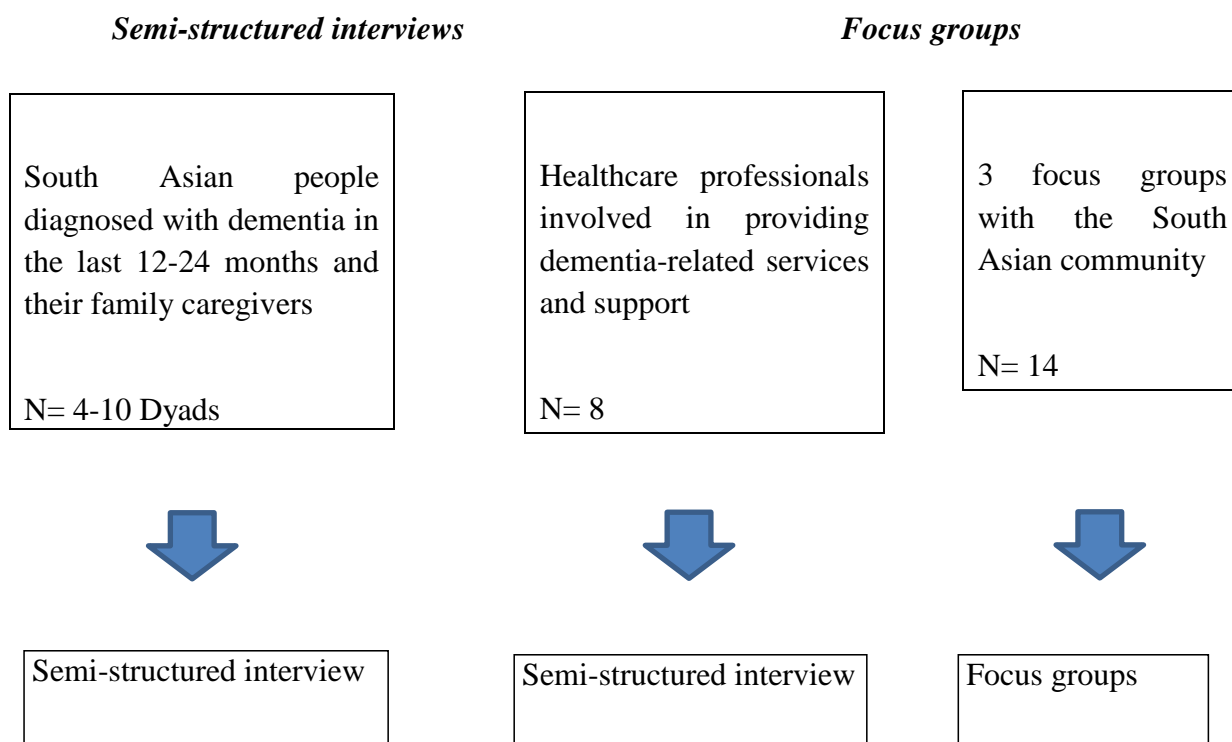 Semi-structured interviews
Focus groups
South Asian people
diagnosed with dementia in
the last 12-24 months and
their family caregivers
N= 4-10 Dyads
Healthcare professionals
involved in providing
dementia-related services
and support
N= 8
3 focus groups
with the South
Asian community
N= 14
Semi-structured interview
Semi-structured interview
Focus groups